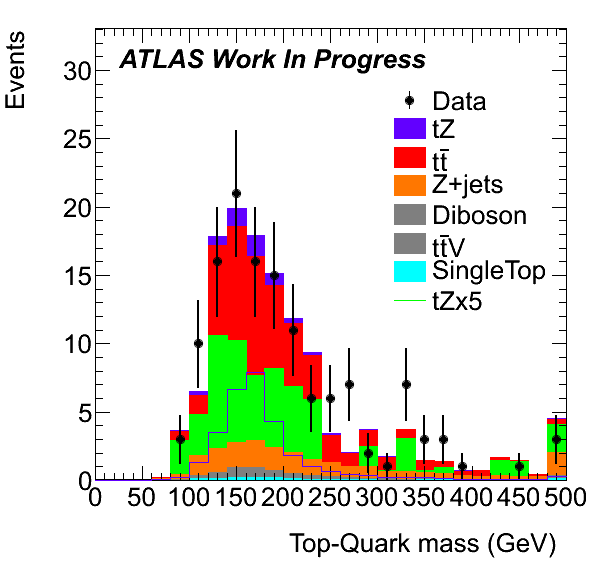 Events
ATLAS Work In Progress
30
25
20
15
10
5
0
Data
tZ
tt̄
Z+jets
Diboson
tt̄V
SingleTop
tZx5
0 50 100 150 200 250 300 350 400 450 500
Top-Quark mass (GeV)